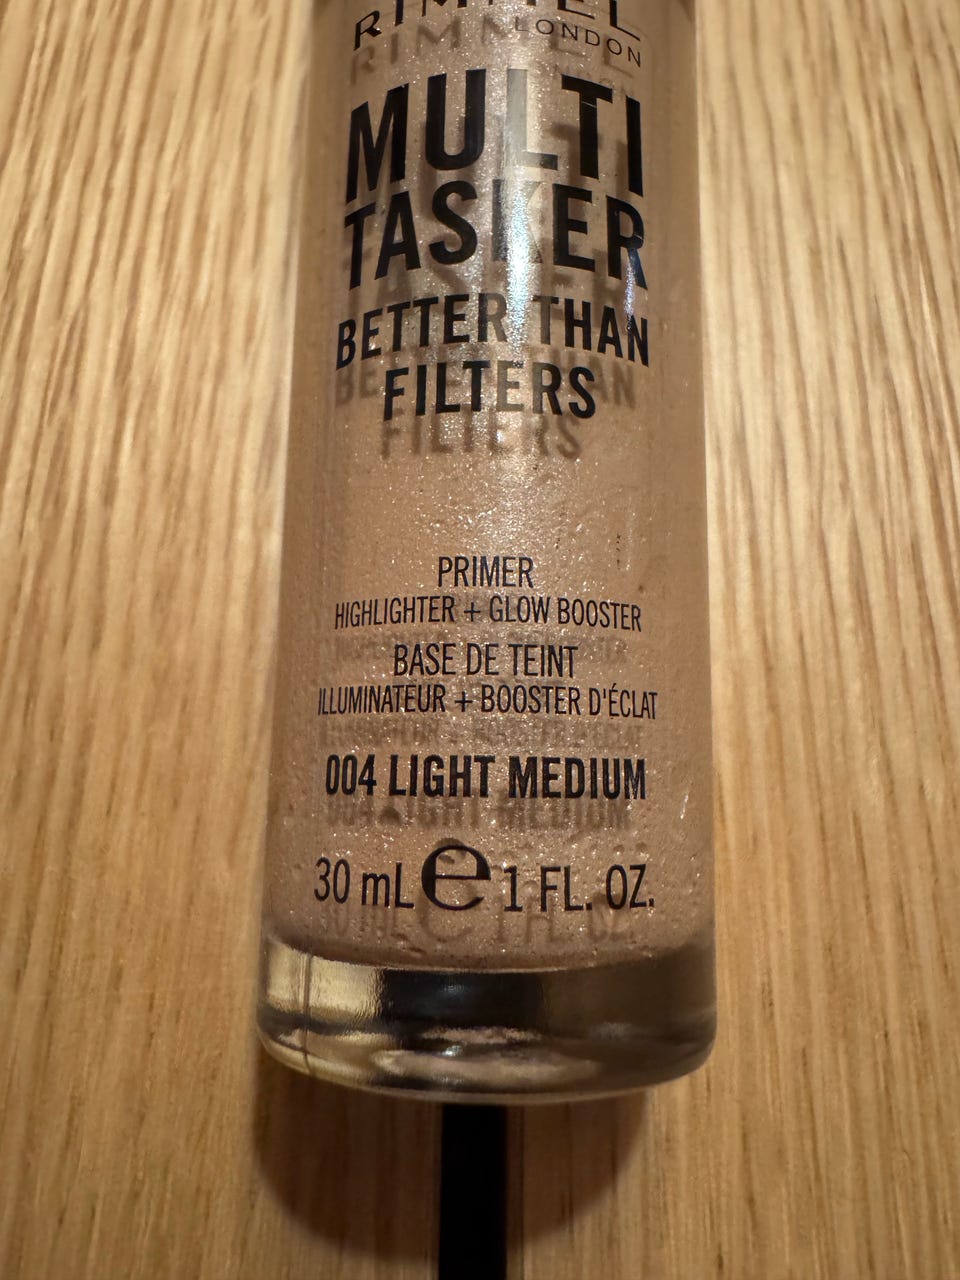 RIMMEL
LONDON
MULTI
TASKER
BETTER THAN
FILTERS
PRIMER
HIGHLIGHTER + GLOW BOOSTER
BASE DE TEINT
ILLUMINATEUR + BOOSTER D'ÉCLAT
004 LIGHT MEDIUM
30 mL e 1 FL. OZ.